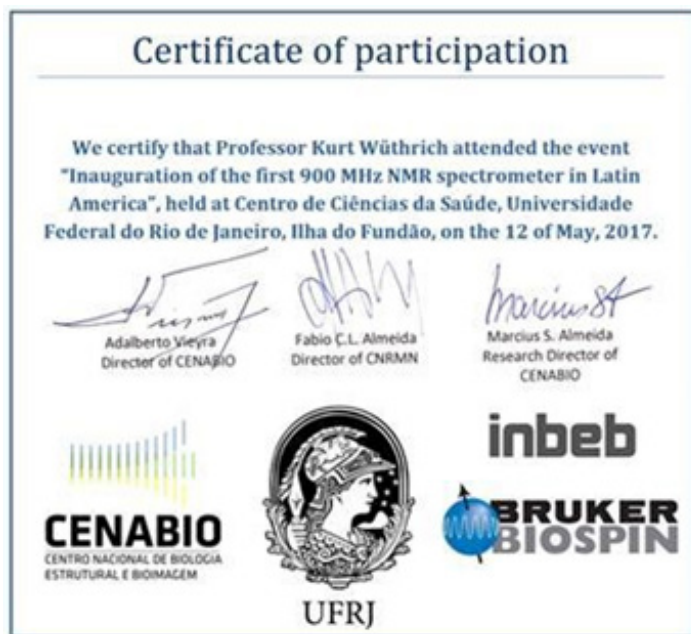 Certificate of participation
We certify that Professor Kurt Wüthrich attended the event
"Inauguration of the first 900 MHz NMR spectrometer in Latin
America", held at Centro de Ciências da Saúde, Universidade
Federal do Rio de Janeiro, Ilha do Fundão, on the 12 of May, 2017.
Adalberto Vieyra
Director of CENABIO
Fabio C.L. Almeida
Director of CNRMN
Marcius S. Almeida
Research Director of
CENABIO
CENABIO
CENTRO NACIONAL DE BIOLOGIA
ESTRUTURAL E BIOIMAGEM
UFRJ
inbeb
BRUKER
BIOSPIN